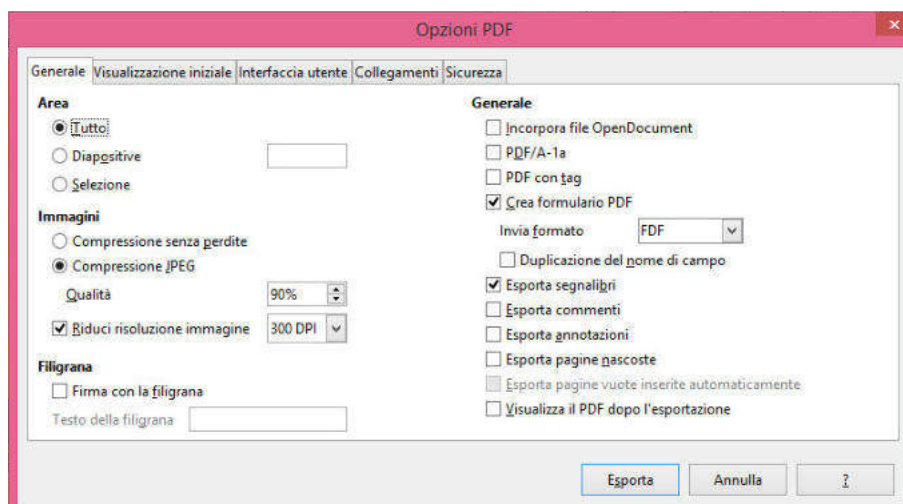 Opzioni PDF
Generale Visualizzazione iniziale Interfaccia utente Collegamenti Sicurezza
Area
Tutto
Diapositive
Selezione
Immagini
Compressione senza perdite
Compressione JPEG
Qualità 90%
Riduci risoluzione immagine 300 DPI
Filigrana
Firma con la filigrana
Testo della filigrana
Generale
Incorpora file OpenDocument
PDF/A-1a
PDF con tag
Crea formulario PDF
Invia formato FDF
Duplicazione del nome di campo
Esporta segnalibri
Esporta commenti
Esporta annotazioni
Esporta pagine nascoste
Esporta pagine vuote inserite automaticamente
Visualizza il PDF dopo l'esportazione
Esporta Annulla ?